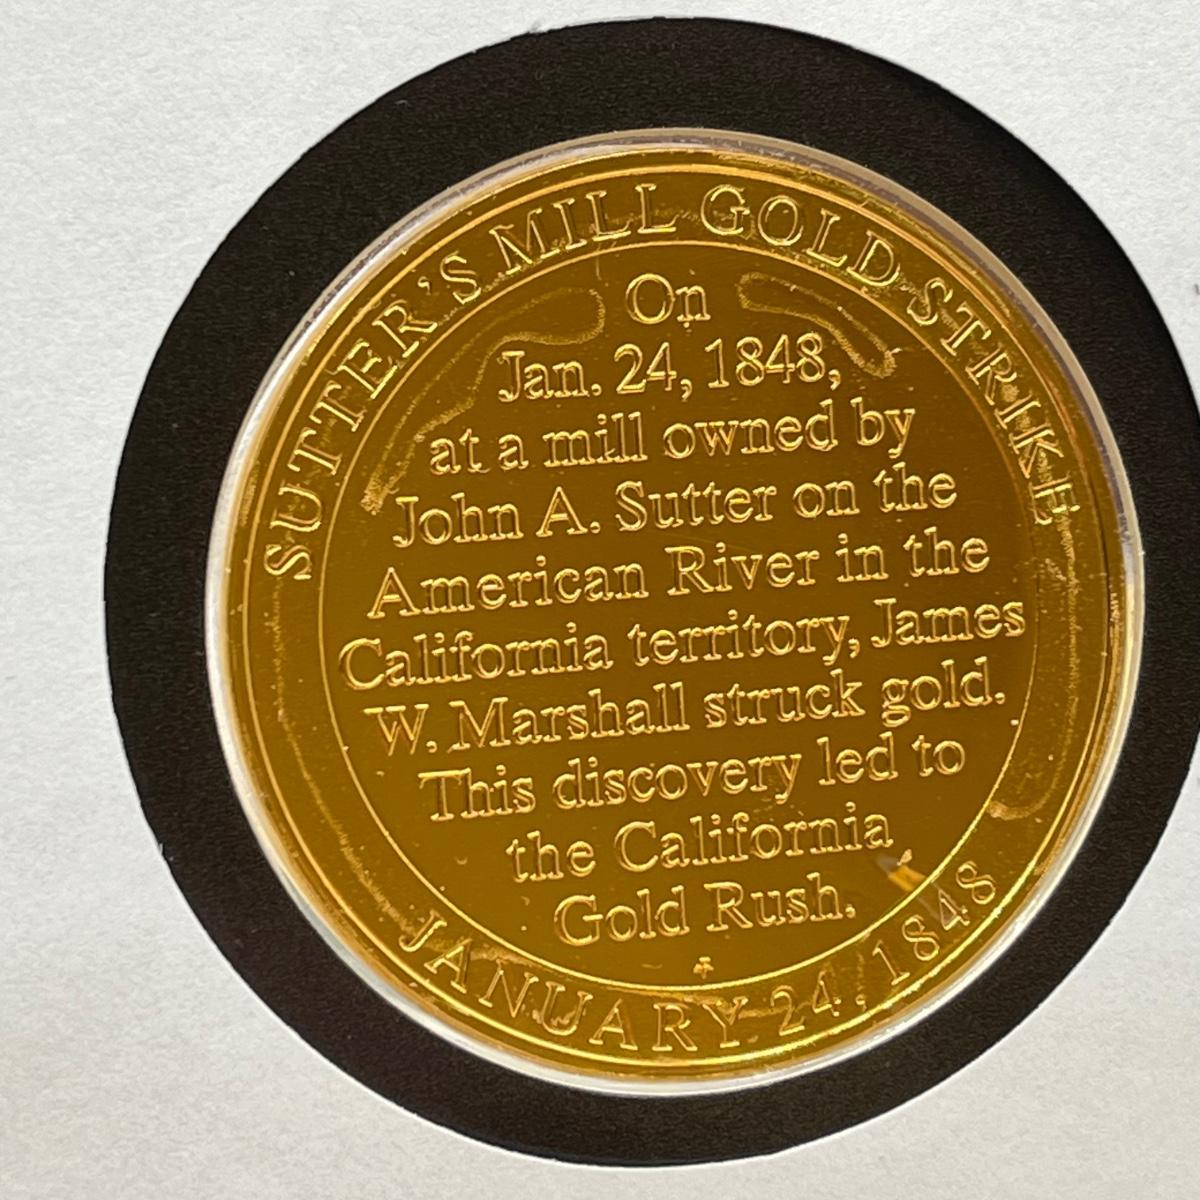 SUTTER'S MILL GOLD STRIKE
On
Jan. 24, 1848,
at a mill owned by
John A. Sutter on the
American River in the
California territory, James
W. Marshall struck gold.
This discovery led to
the California
Gold Rush.
JANUARY 24, 1848